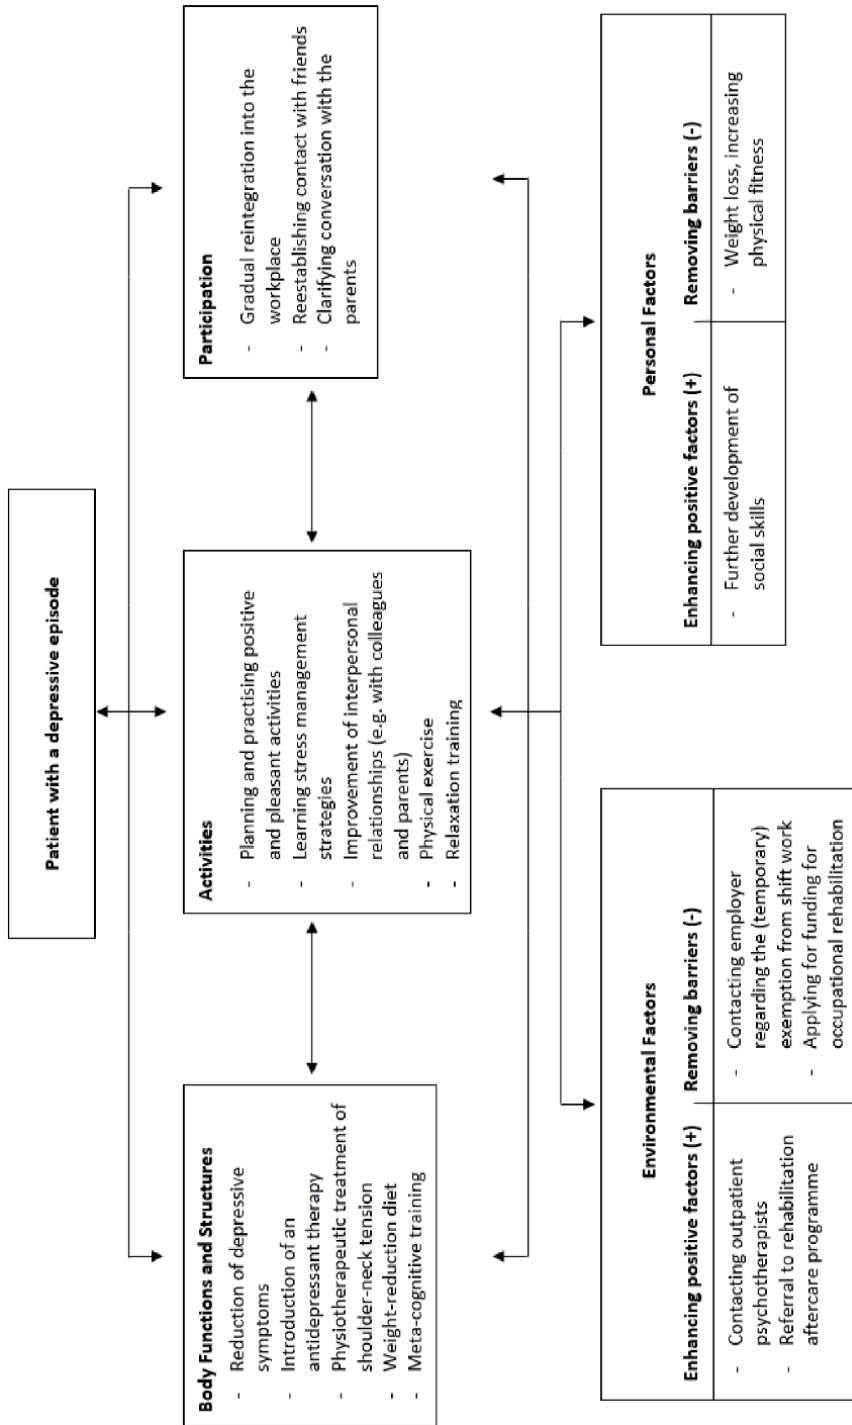 Patient with a depressive episode
Body Functions and Structures
- Reduction of depressive
symptoms
- Introduction of an
antidepressant therapy
- Physiotherapeutic treatment of
shoulder-neck tension
- Weight-reduction diet
- Meta-cognitive training
Activities
- Planning and practising positive
and pleasant activities
- Learning stress management
strategies
- Improvement of interpersonal
relationships (e.g. with colleagues
and parents)
- Physical exercise
- Relaxation training
Participation
- Gradual reintegration into the
workplace
- Reestablishing contact with friends
- Clarifying conversation with the
parents
Environmental Factors
Enhancing positive factors (+)
- Contacting outpatient
psychotherapists
- Referral to rehabilitation
aftercare programme
Removing barriers (-)
- Contacting employer
regarding the (temporary)
exemption from shift work
- Applying for funding for
occupational rehabilitation
Personal Factors
Enhancing positive factors (+)
- Further development of
social skills
Removing barriers (-)
- Weight loss, increasing
physical fitness